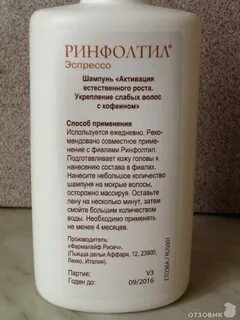 РИНФОЛТИЛ®
Эспрессо
Шампунь «Активация
естественного роста.
Укрепление слабых волос
с кофеином»
Способ применения
Используется ежедневно. Реко-
мендовано совместное примене-
ние с фиалами Ринфолтил.
Подготавливает кожу головы к
нанесению состава в фиалах.
Нанесите небольшое количество
шампуня на мокрые волосы,
осторожно массируя. Оставьте
пену на несколько минут, затем
смойте большим количеством
воды. Необходимо применять
не менее 4 месяцев.
Производитель:
«Фармалайф Рисеч»,
(Пьяцца дельи Аффари, 12, 23900,
Лекко, Италия).
Партия: V3
Годен до: 09/2016
ОТЗОВИК